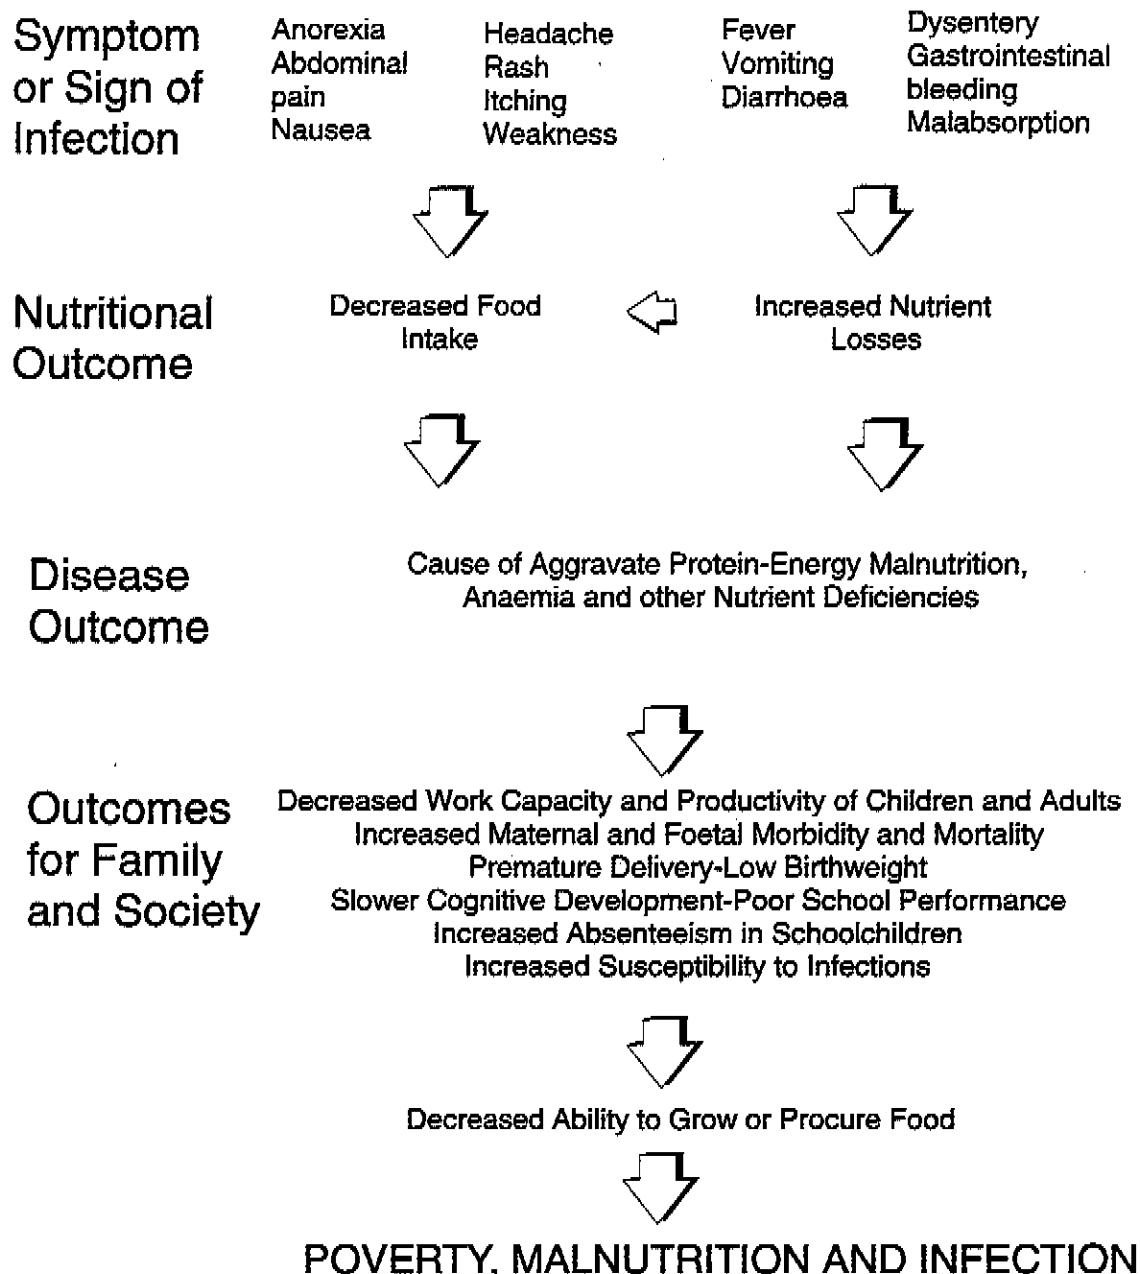 Symptom
or Sign of
Infection
Anorexia
Abdominal
pain
Nausea
Headache
Rash
Itching
Weakness
Fever
Vomiting
Diarrhoea
Dysentery
Gastrointestinal
bleeding
Malabsorption
Nutritional
Outcome
Decreased Food
Intake
Increased Nutrient
Losses
Disease
Outcome
Cause of Aggravate Protein-Energy Malnutrition,
Anaemia and other Nutrient Deficiencies
Outcomes
for Family
and Society
Decreased Work Capacity and Productivity of Children and Adults
Increased Maternal and Foetal Morbidity and Mortality
Premature Delivery-Low Birthweight
Slower Cognitive Development-Poor School Performance
Increased Absenteeism in Schoolchildren
Increased Susceptibility to Infections
Decreased Ability to Grow or Procure Food
POVERTY, MALNUTRITION AND INFECTION